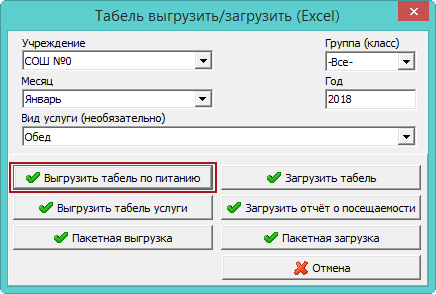 Табель выгрузить/загрузить (Excel)
Учреждение Группа (класс)
СОШ №0 -Все-
Месяц Год
Январь 2018
Вид услуги (необязательно)
Обед
Выгрузить табель по питанию Загрузить табель
Выгрузить табель услуги Загрузить отчёт о посещаемости
Пакетная выгрузка Пакетная загрузка
Отмена